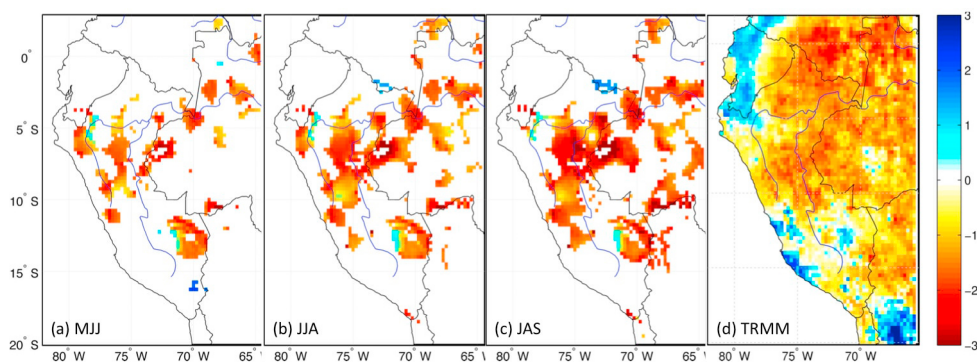 (a) MJJ
(b) JJA
(c) JAS
(d) TRMM
0°
5° S
10° S
15° S
20° S
80° W 75° W 70° W 65° W
80° W 75° W 70° W 65° W
80° W 75° W 70° W 65° W
80° W 75° W 70° W
3
2
1
0
-1
-2
-3